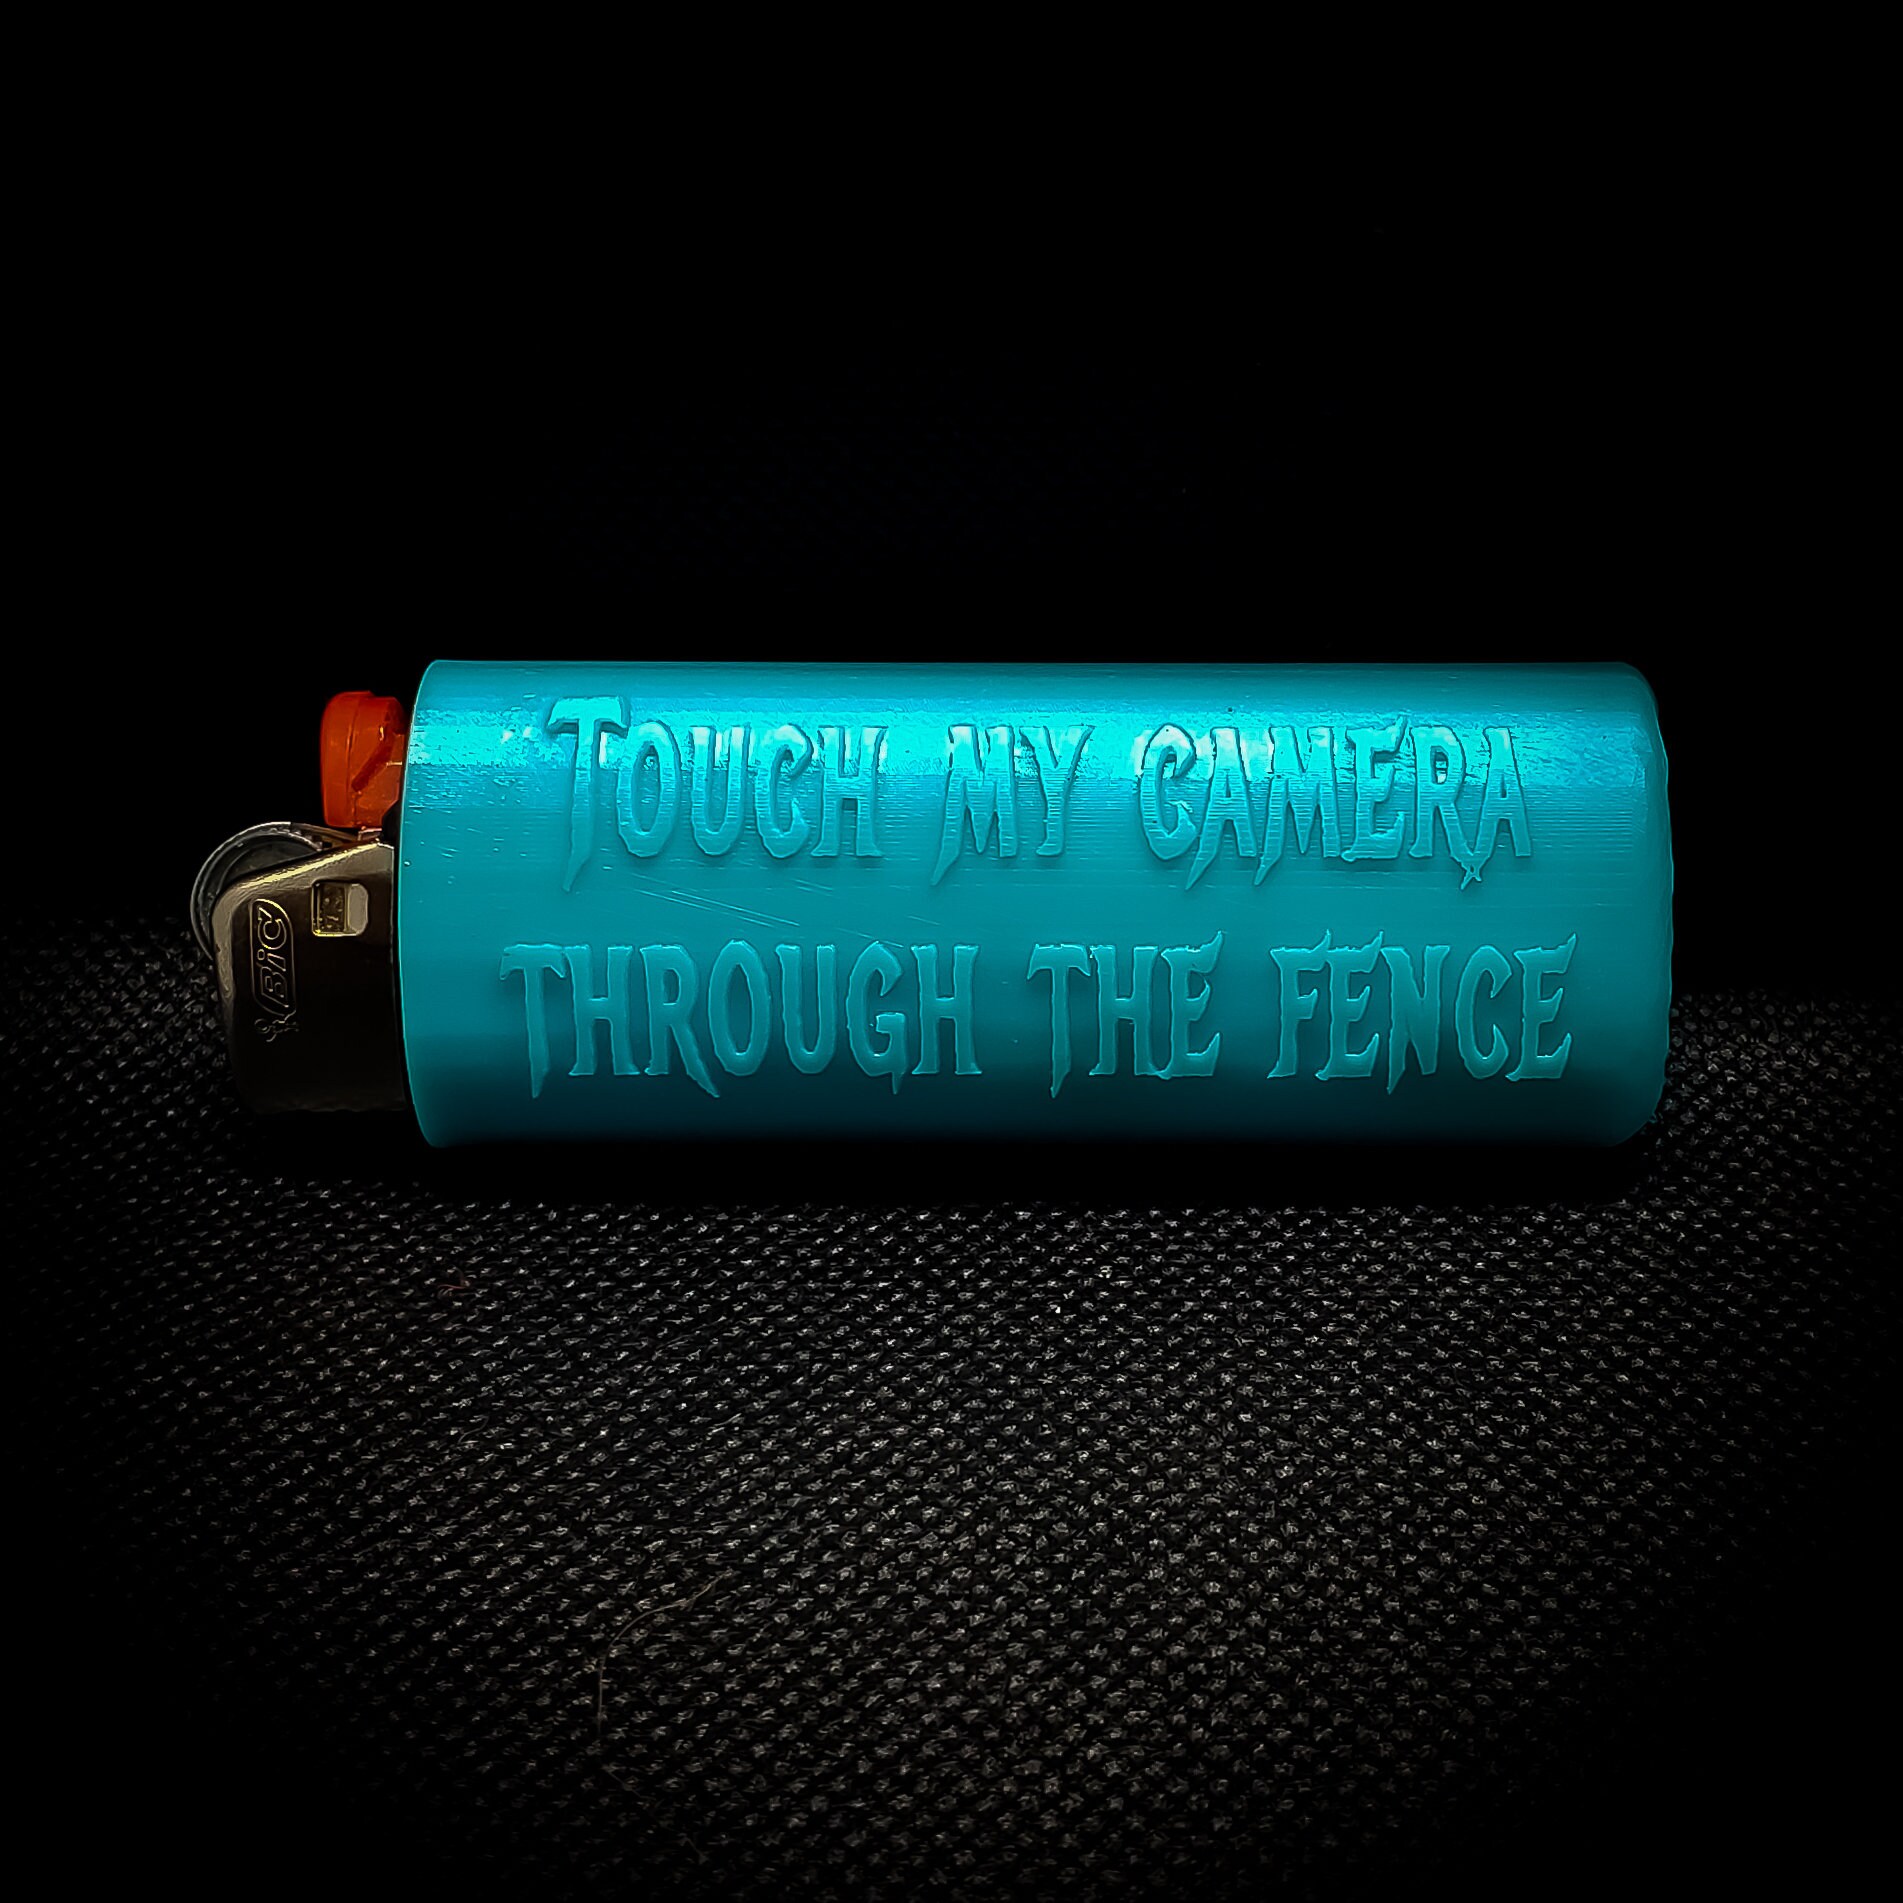 Touch my camera
through the fence
BIC